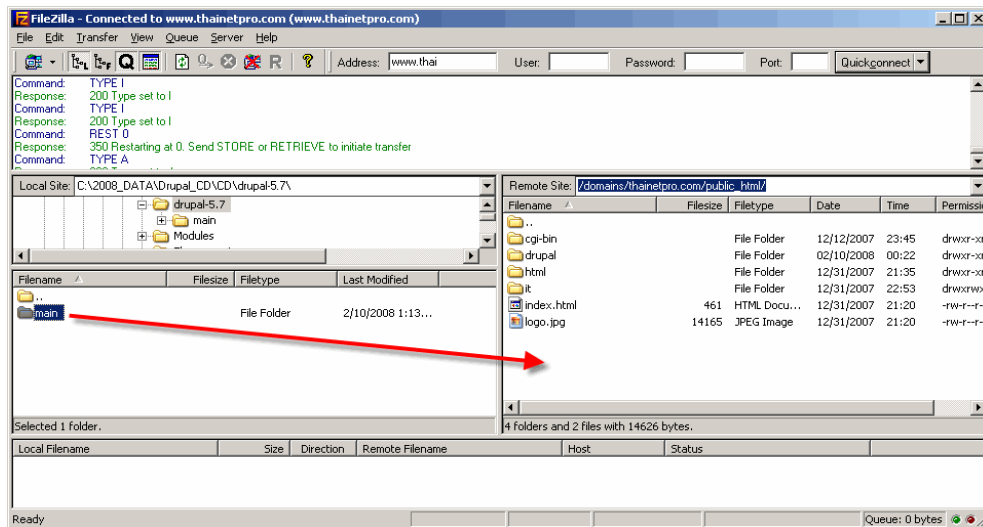 FileZilla - Connected to www.thainetpro.com (www.thainetpro.com)
File Edit Transfer View Queue Server Help
Address: www.thai User: Password: Port: Quickconnect
Command: TYPE I
Response: 200 Type set to I
Command: TYPE I
Response: 200 Type set to I
Command: REST 0
Response: 350 Restarting at 0. Send STORE or RETRIEVE to initiate transfer
Command: TYPE A
Local Site: C:\2008_DATA\Drupal_CD\CD\drupal-5.7\
drupal-5.7
main
Modules
Filename Filesize Filetype Last Modified
..
main File Folder 2/10/2008 1:13...
Selected 1 folder.
Remote Site: /domains/thainetpro.com/public_html/
Filename Filesize Filetype Date Time Permissio
..
cgi-bin File Folder 12/12/2007 23:45 drwxr-xr
drupal File Folder 02/10/2008 00:22 drwxr-xr
html File Folder 12/31/2007 21:35 drwxr-xr
it File Folder 12/31/2007 22:53 drwxrwx
index.html 461 HTML Docu... 12/31/2007 21:20 -rw-r--r-
logo.jpg 14165 JPEG Image 12/31/2007 21:20 -rw-r--r-
4 folders and 2 files with 14626 bytes.
Local Filename Size Direction Remote Filename Host Status
Ready Queue: 0 bytes